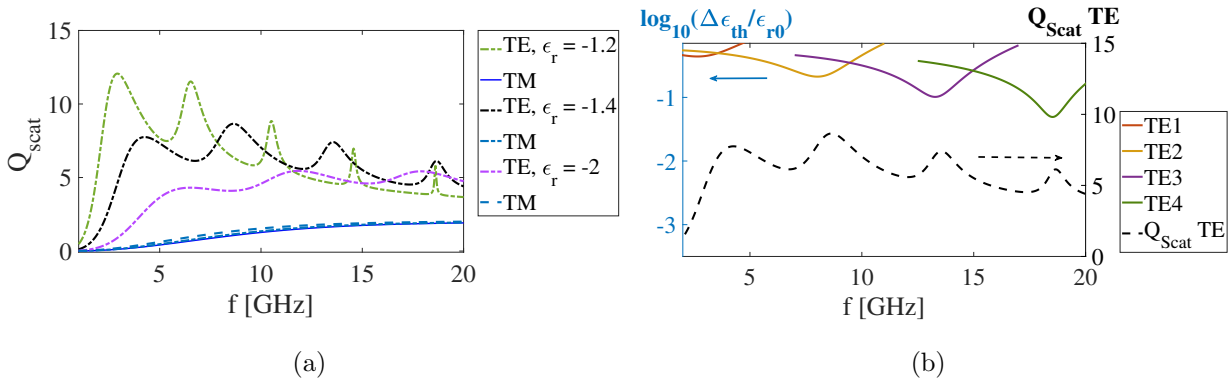 15
10
5
0
Q_scat
5
10
15
20
f [GHz]
TE, ϵ_r = -1.2
TM
TE, ϵ_r = -1.4
TM
TE, ϵ_r = -2
TM
(a)
log_10(Δϵ_th/ϵ_r0)
Q_Scat TE
-1
-2
-3
15
10
5
0
5
10
15
20
f [GHz]
TE1
TE2
TE3
TE4
Q_Scat TE
(b)